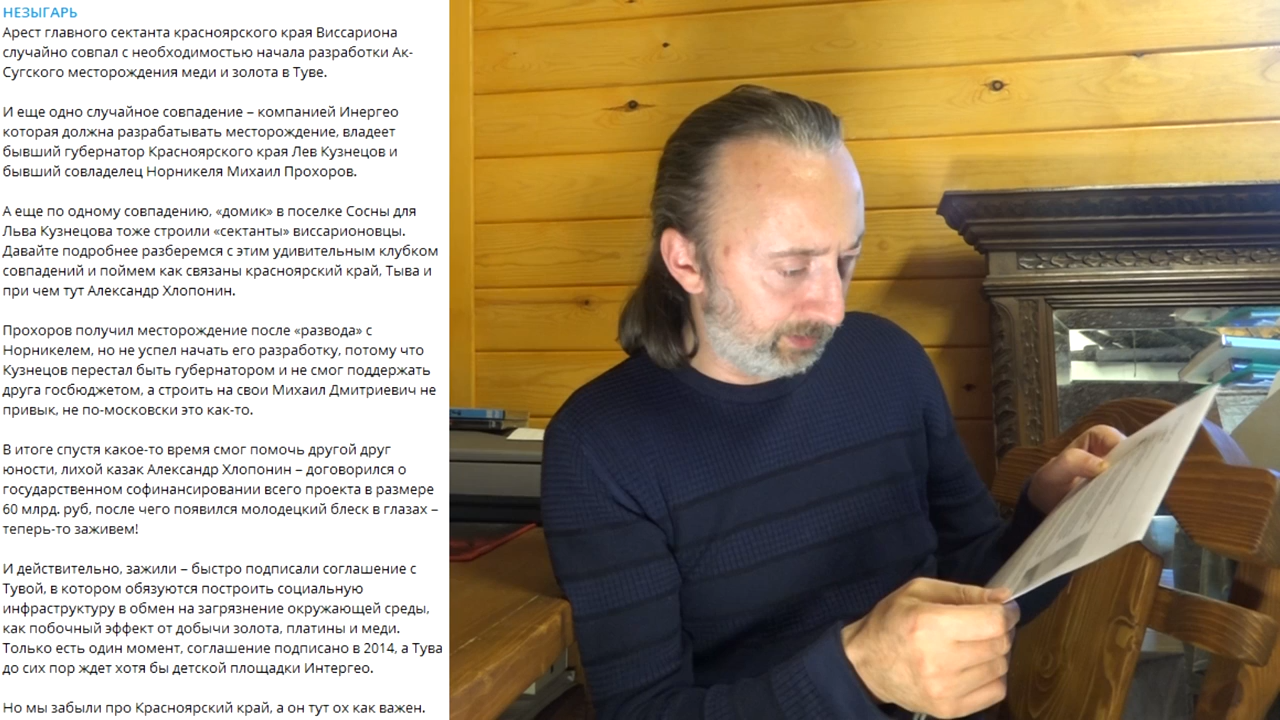 НЕЗЫГАРЬ
Арест главного сектанта красноярского края Виссариона
случайно совпал с необходимостью начала разработки Ак-
Сугского месторождения меди и золота в Туве.
И еще одно случайное совпадение – компанией Инергео
которая должна разрабатывать месторождение, владеет
бывший губернатор Красноярского края Лев Кузнецов и
бывший совладелец Норникеля Михаил Прохоров.
А еще по одному совпадению, «домик» в поселке Сосны для
Льва Кузнецова тоже строили «сектанты» виссарионовцы.
Давайте подробнее разберемся с этим удивительным клубком
совпадений и поймем как связаны красноярский край, Тыва и
при чем тут Александр Хлопонин.
Прохоров получил месторождение после «развода» с
Норникелем, но не успел начать его разработку, потому что
Кузнецов перестал быть губернатором и не смог поддержать
друга госбюджетом, а строить на свои Михаил Дмитриевич не
привык, не по-московски это как-то.
В итоге спустя какое-то время смог помочь другой друг
юности, лихой казак Александр Хлопонин – договорился о
государственном софинансировании всего проекта в размере
60 млрд. руб, после чего появился молодецкий блеск в глазах –
теперь-то заживем!
И действительно, зажили – быстро подписали соглашение с
Тувой, в котором обязуются построить социальную
инфраструктуру в обмен на загрязнение окружающей среды,
как побочный эффект от добычи золота, платины и меди.
Только есть один момент, соглашение подписано в 2014, а Тува
до сих пор ждет хотя бы детской площадки Интергео.
Но мы забыли про Красноярский край, а он тут ох как важен.